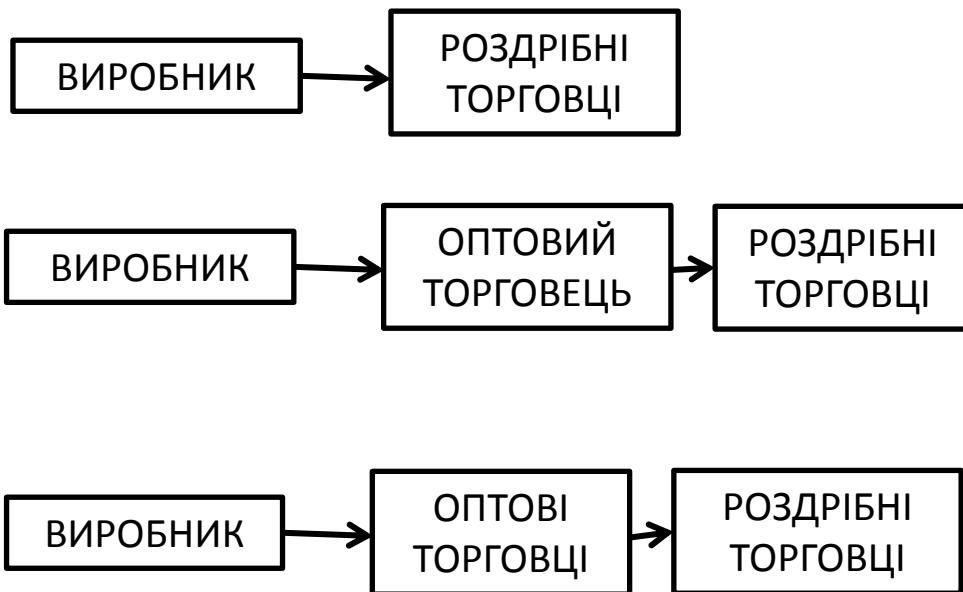 ВИРОБНИК
РОЗДРІБНІ
ТОРГОВЦІ
ВИРОБНИК
ОПТОВИЙ
ТОРГОВЕЦЬ
РОЗДРІБНІ
ТОРГОВЦІ
ВИРОБНИК
ОПТОВІ
ТОРГОВЦІ
РОЗДРІБНІ
ТОРГОВЦІ